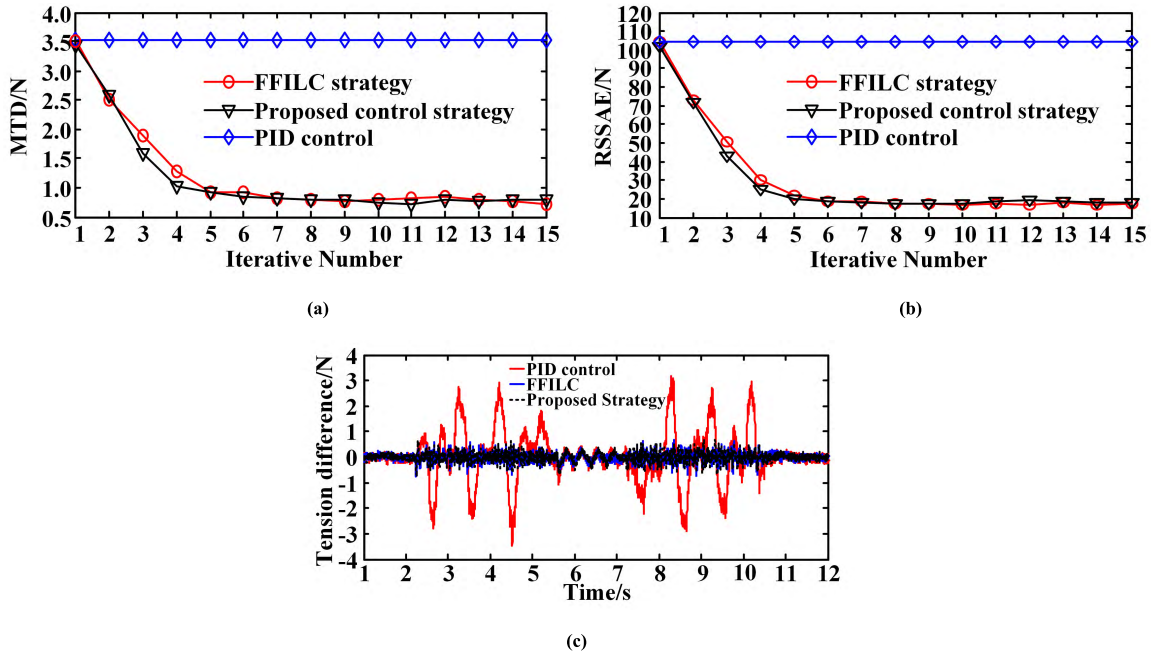 4.0
3.5
3.0
2.5
2.0
1.5
1.0
0.5
MTD/N
FFILC strategy
Proposed control strategy
PID control
1 2 3 4 5 6 7 8 9 10 11 12 13 14 15
Iterative Number
(a)
120
110
100
90
80
70
60
50
40
30
20
10
RSSAE/N
FFILC strategy
Proposed control strategy
PID control
1 2 3 4 5 6 7 8 9 10 11 12 13 14 15
Iterative Number
(b)
4
3
2
1
0
-1
-2
-3
-4
Tension difference/N
PID control
FFILC
Proposed Strategy
1 2 3 4 5 6 7 8 9 10 11 12
Time/s
(c)